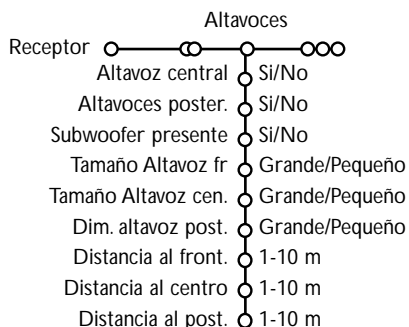 Altavoces
Receptor
Altavoz central Si/No
Altavoces poster. Si/No
Subwoofer presente Si/No
Tamaño Altavoz fr Grande/Pequeño
Tamaño Altavoz cen. Grande/Pequeño
Dim. altavoz post. Grande/Pequeño
Distancia al front. 1-10 m
Distancia al centro 1-10 m
Distancia al post. 1-10 m